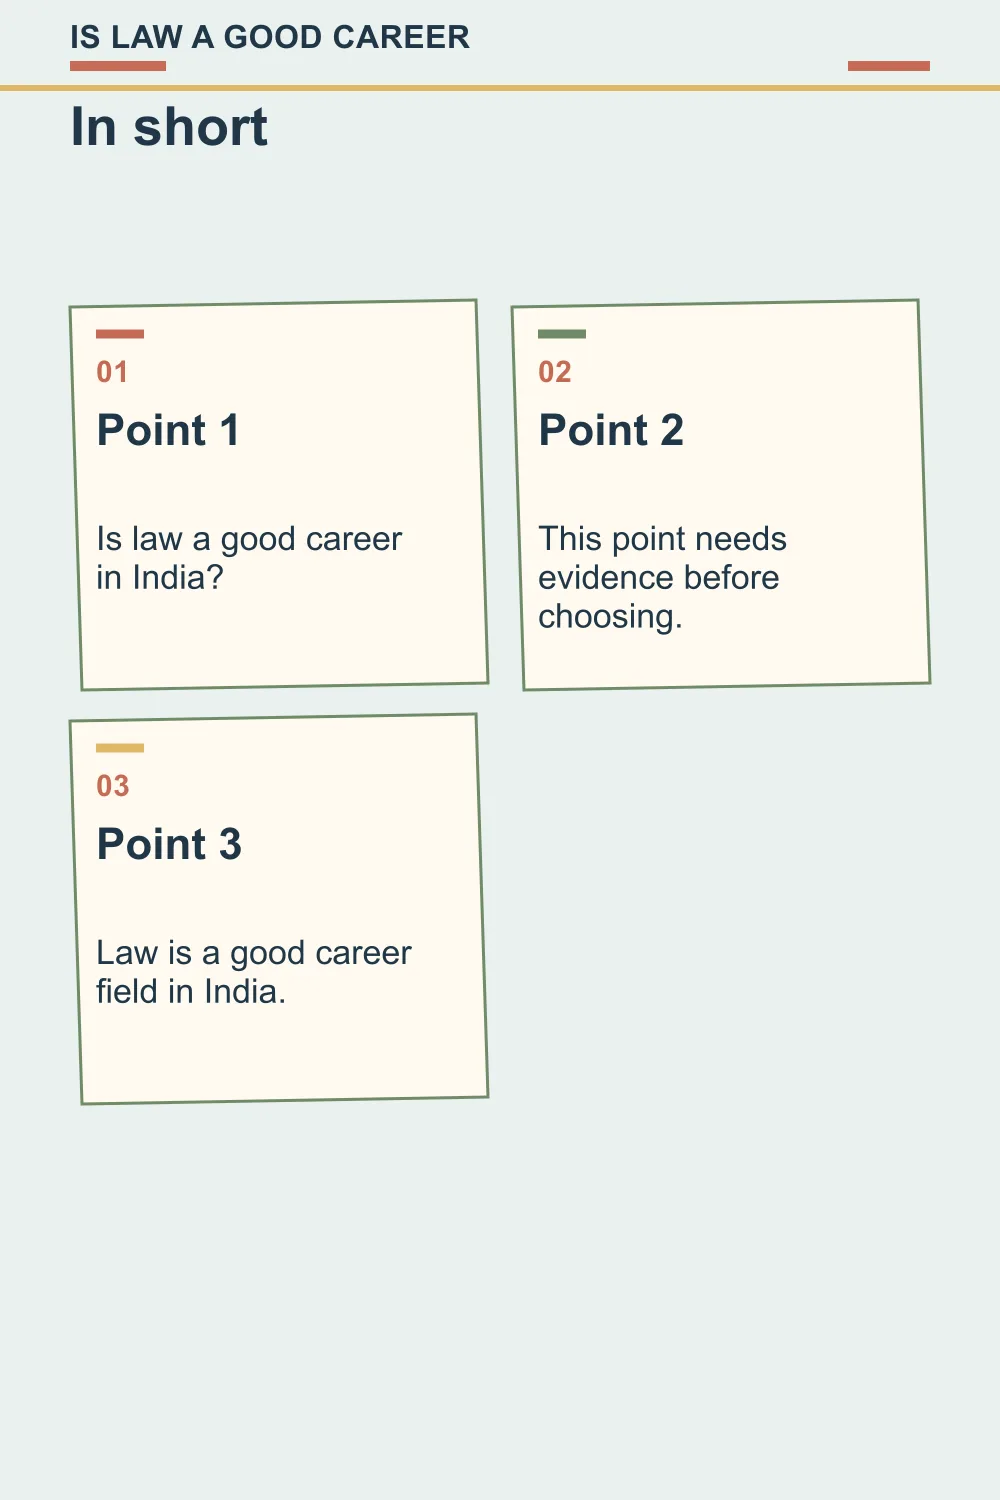 IS LAW A GOOD CAREER
In short
01
Point 1
Is law a good career
in India?
02
Point 2
This point needs
evidence before
choosing.
03
Point 3
Law is a good career
field in India.